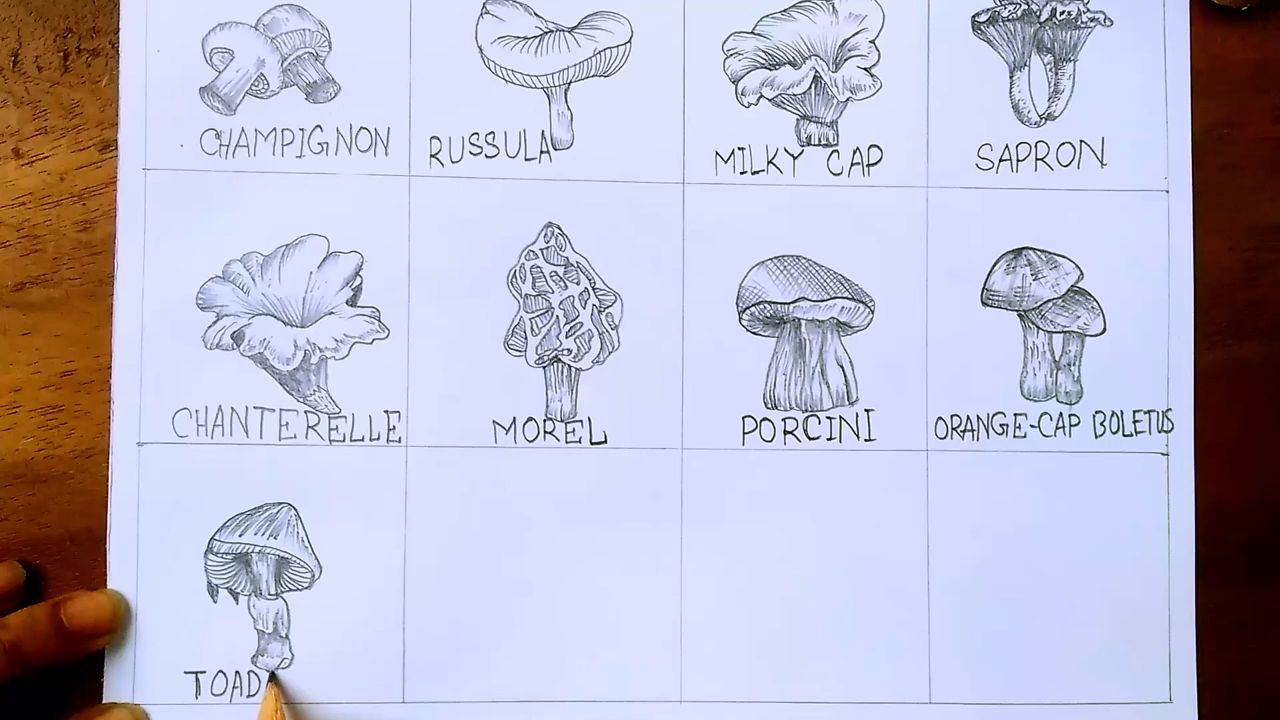 CHAMPIGNON
RUSSULA
MILKY CAP
SAPRON
CHANTERELLE
MOREL
PORCINI
ORANGE-CAP BOLETUS
TOAD